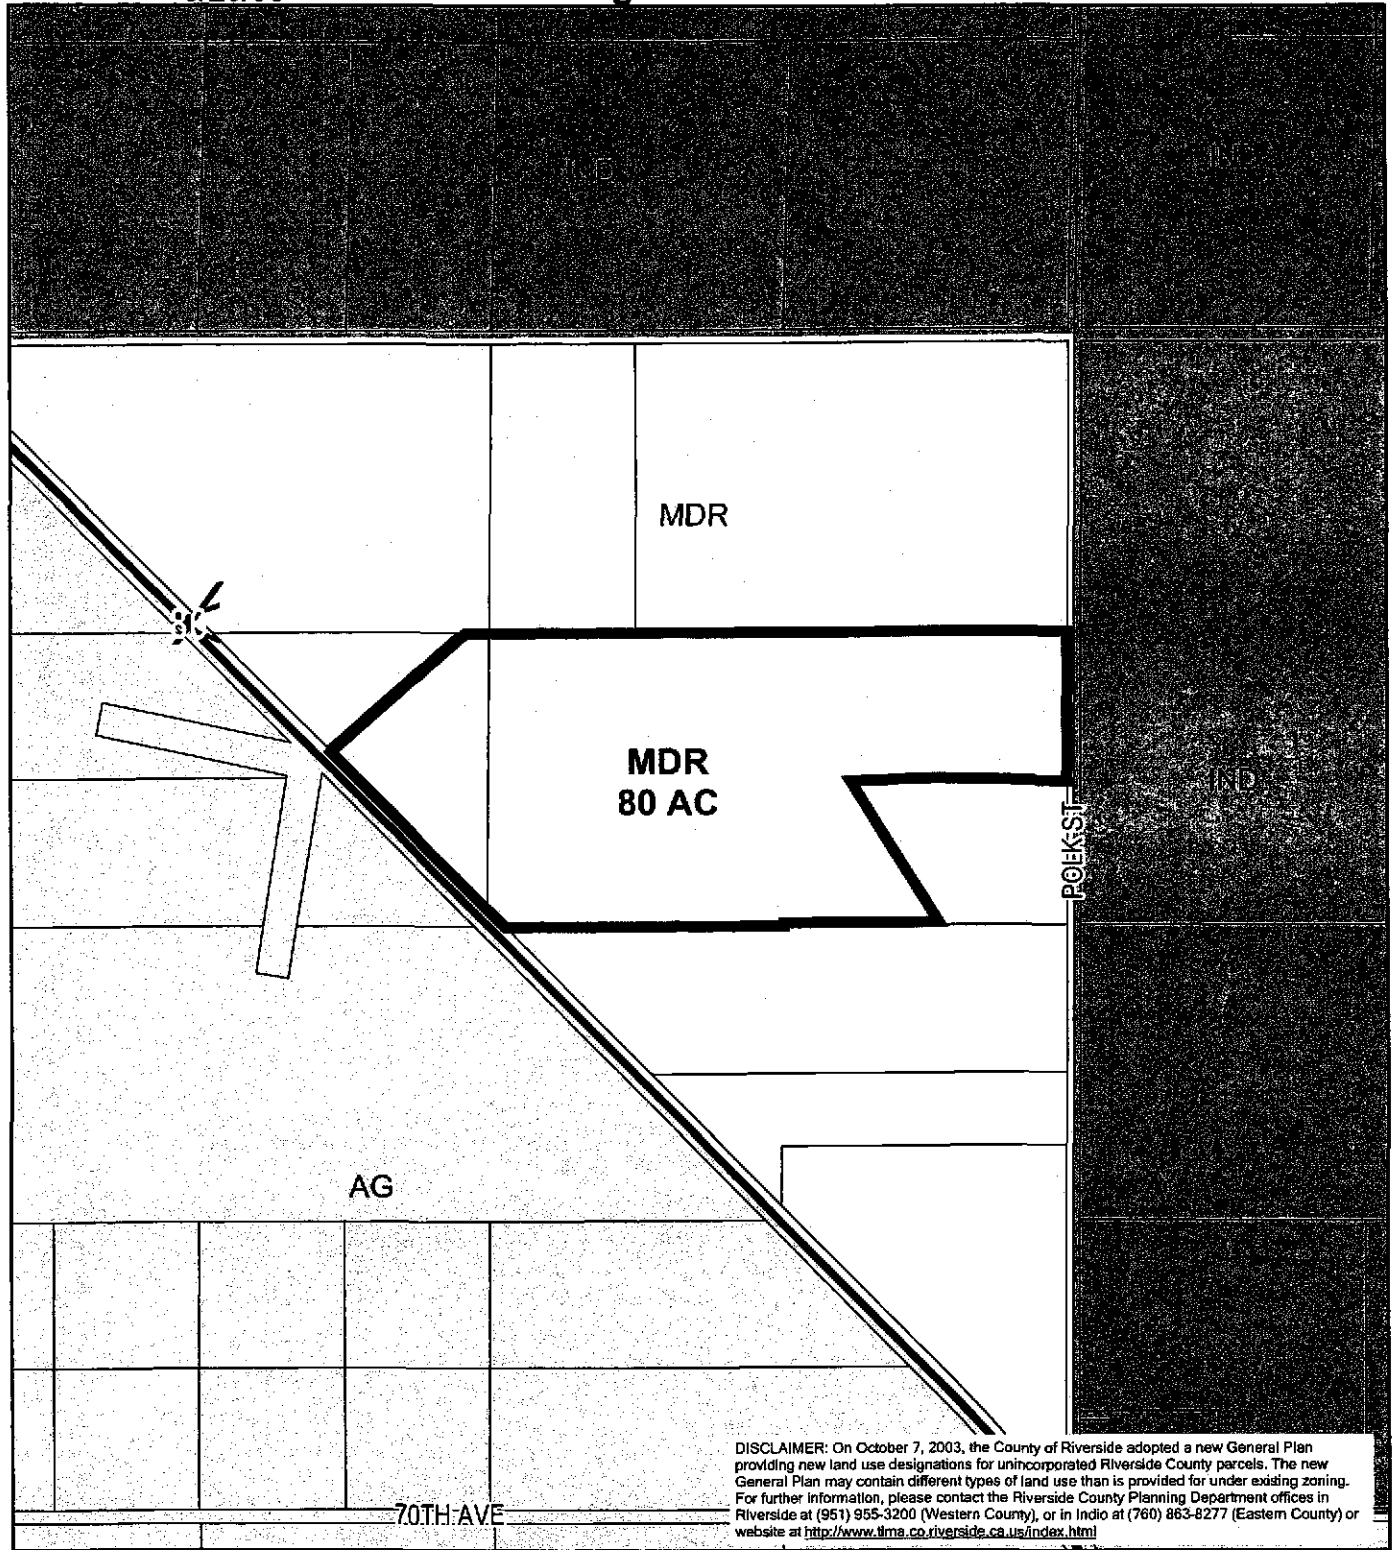 IND
MDR
MDR
80 AC
IND
POLK ST
AG
70TH AVE
DISCLAIMER: On October 7, 2003, the County of Riverside adopted a new General Plan
providing new land use designations for unincorporated Riverside County parcels. The new
General Plan may contain different types of land use than is provided for under existing zoning.
For further information, please contact the Riverside County Planning Department offices in
Riverside at (951) 955-3200 (Western County), or in Indio at (760) 863-8277 (Eastern County) or
website at http://www.tlma.co.riverside.ca.us/index.html